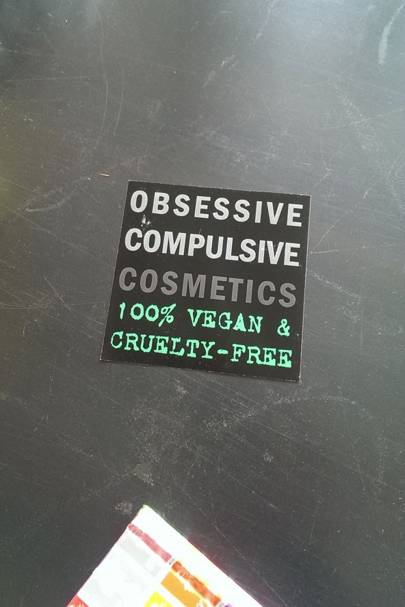 OBSESSIVE
COMPULSIVE
COSMETICS
100% VEGAN &
CRUELTY-FREE